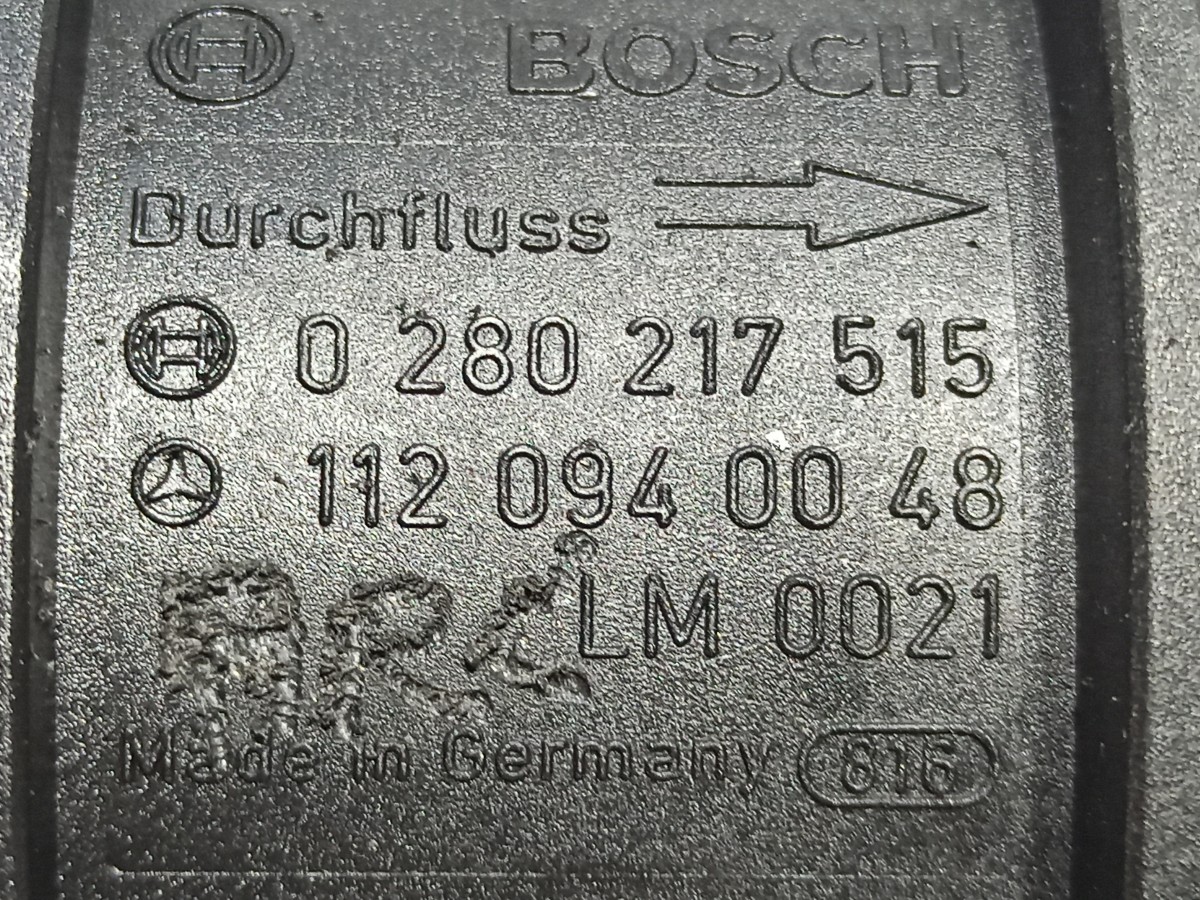 BOSCH
Durchfluss
0 280 217 515
112 094 00 48
LM 0021
Made in Germany 816